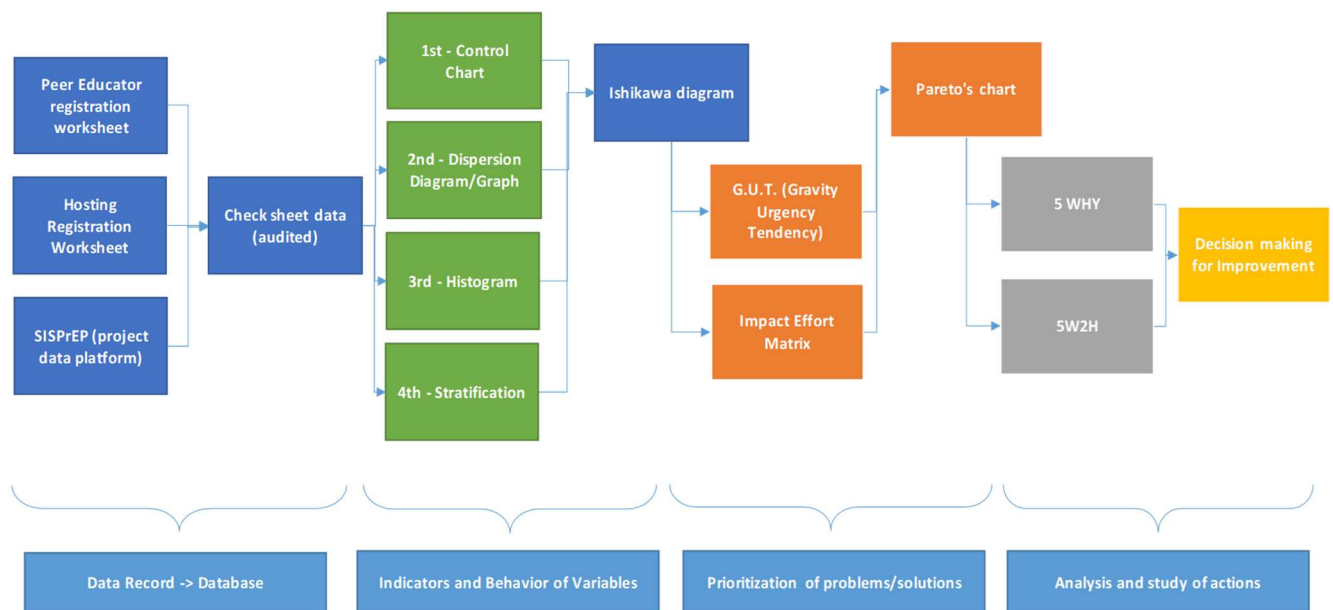 Peer Educator
registration
worksheet
Hosting
Registration
Worksheet
SISPrEP (project
data platform)
Check sheet data
(audited)
1st - Control
Chart
2nd - Dispersion
Diagram/Graph
3rd - Histogram
4th - Stratification
Ishikawa diagram
G.U.T. (Gravity
Urgency
Tendency)
Impact Effort
Matrix
Pareto's chart
5 WHY
5W2H
Decision making
for Improvement
Data Record -> Database
Indicators and Behavior of Variables
Prioritization of problems/solutions
Analysis and study of actions